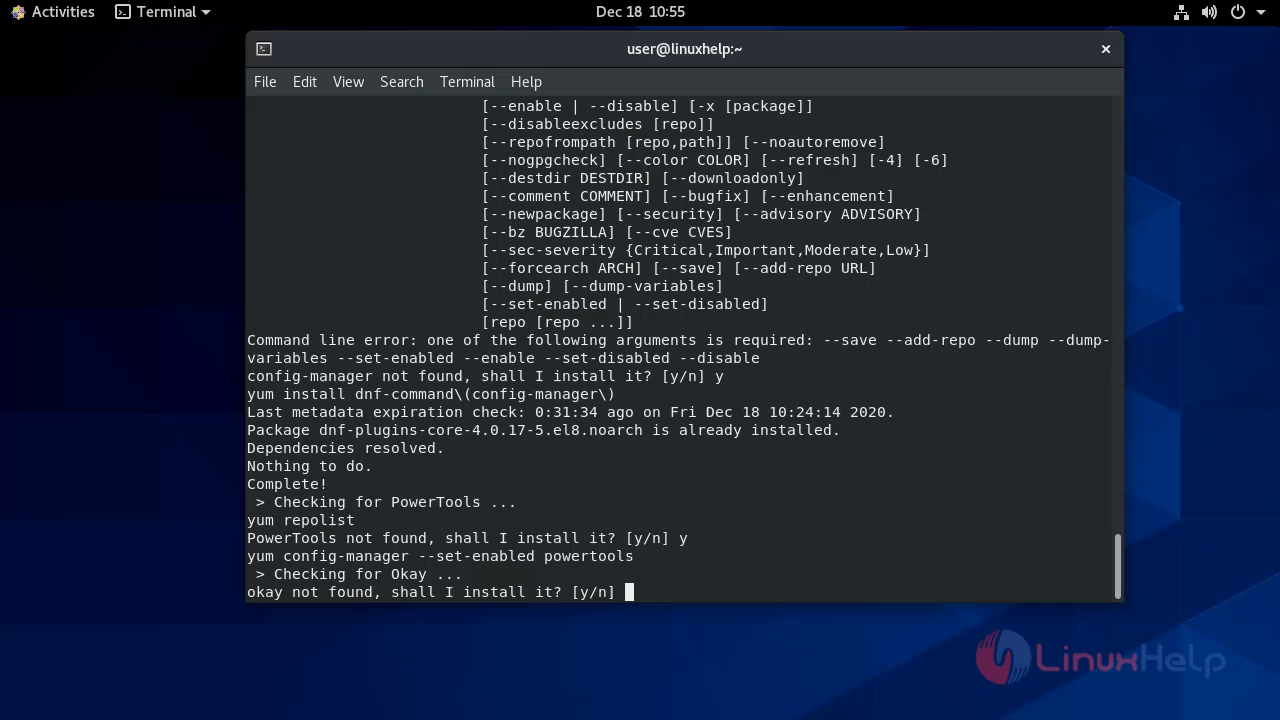 Activities Terminal Dec 18 10:55
user@linuxhelp:~
File Edit View Search Terminal Help
[--enable | --disable] [-x [package]]
[--disableexcludes [repo]]
[--repofrompath [repo,path]] [--noautoremove]
[--nogpgcheck] [--color COLOR] [--refresh] [-4] [-6]
[--destdir DESTDIR] [--downloadonly]
[--comment COMMENT] [--bugfix] [--enhancement]
[--newpackage] [--security] [--advisory ADVISORY]
[--bz BUGZILLA] [--cve CVES]
[--sec-severity {Critical,Important,Moderate,Low}]
[--forcearch ARCH] [--save] [--add-repo URL]
[--dump] [--dump-variables]
[--set-enabled | --set-disabled]
[repo [repo ...]]
Command line error: one of the following arguments is required: --save --add-repo --dump --dump-
variables --set-enabled --enable --set-disabled --disable
config-manager not found, shall I install it? [y/n] y
yum install dnf-command\(config-manager\)
Last metadata expiration check: 0:31:34 ago on Fri Dec 18 10:24:14 2020.
Package dnf-plugins-core-4.0.17-5.el8.noarch is already installed.
Dependencies resolved.
Nothing to do.
Complete!
 > Checking for PowerTools ...
yum repolist
PowerTools not found, shall I install it? [y/n] y
yum config-manager --set-enabled powertools
 > Checking for Okay ...
okay not found, shall I install it? [y/n]
LinuxHelp